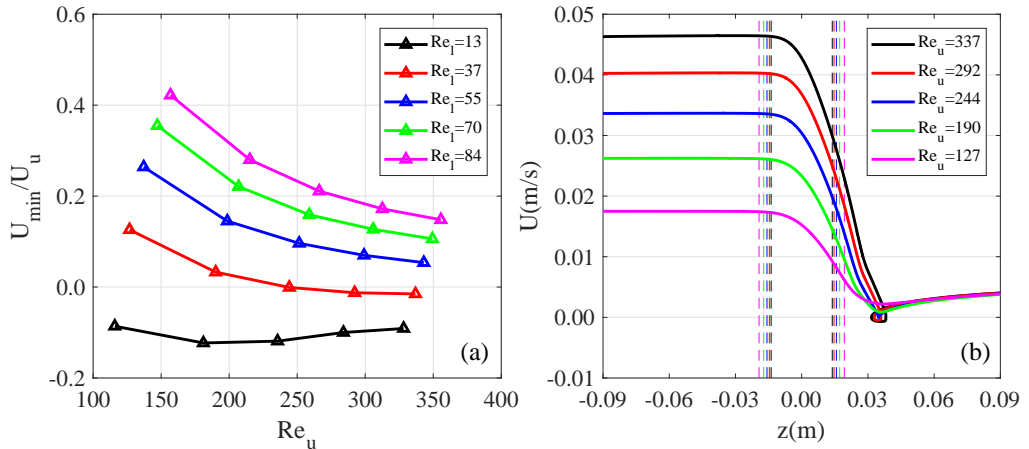 0.6
0.4
0.2
0.0
-0.2
U_min/U_u
100 150 200 250 300 350 400
Re_u
Re_l=13
Re_l=37
Re_l=55
Re_l=70
Re_l=84
(a)
0.05
0.04
0.03
0.02
0.01
0.00
-0.01
U(m/s)
-0.09 -0.06 -0.03 0.00 0.03 0.06 0.09
z(m)
Re_u=337
Re_u=292
Re_u=244
Re_u=190
Re_u=127
(b)